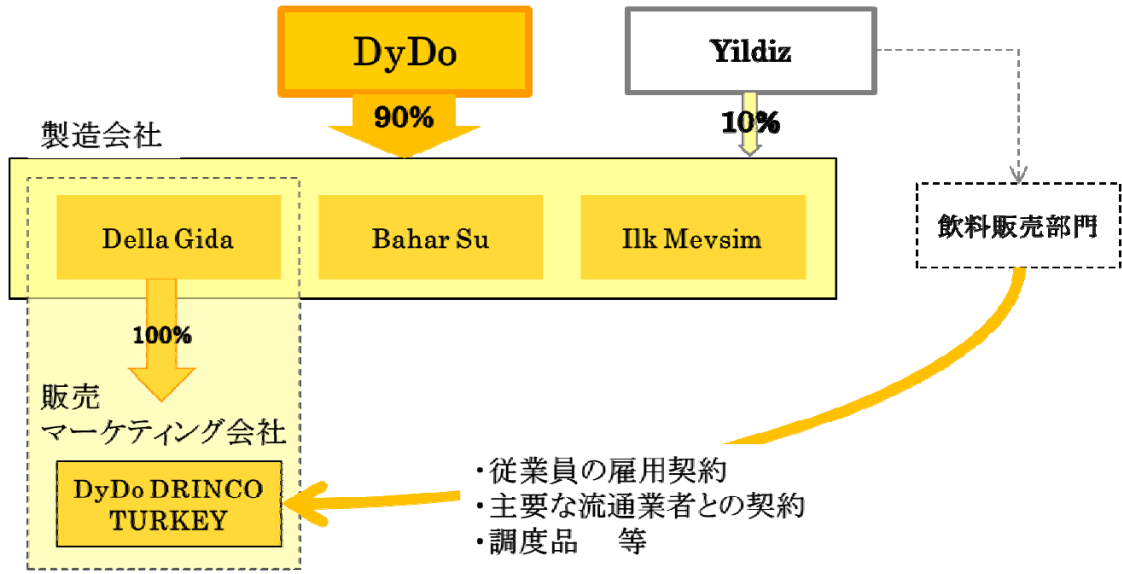 DyDo
Yildiz
90%
10%
製造会社
Della Gida
Bahar Su
Ilk Mevsim
飲料販売部門
100%
販売
マーケティング会社
DyDo DRINCO
TURKEY
・従業員の雇用契約
・主要な流通業者との契約
・調度品 等